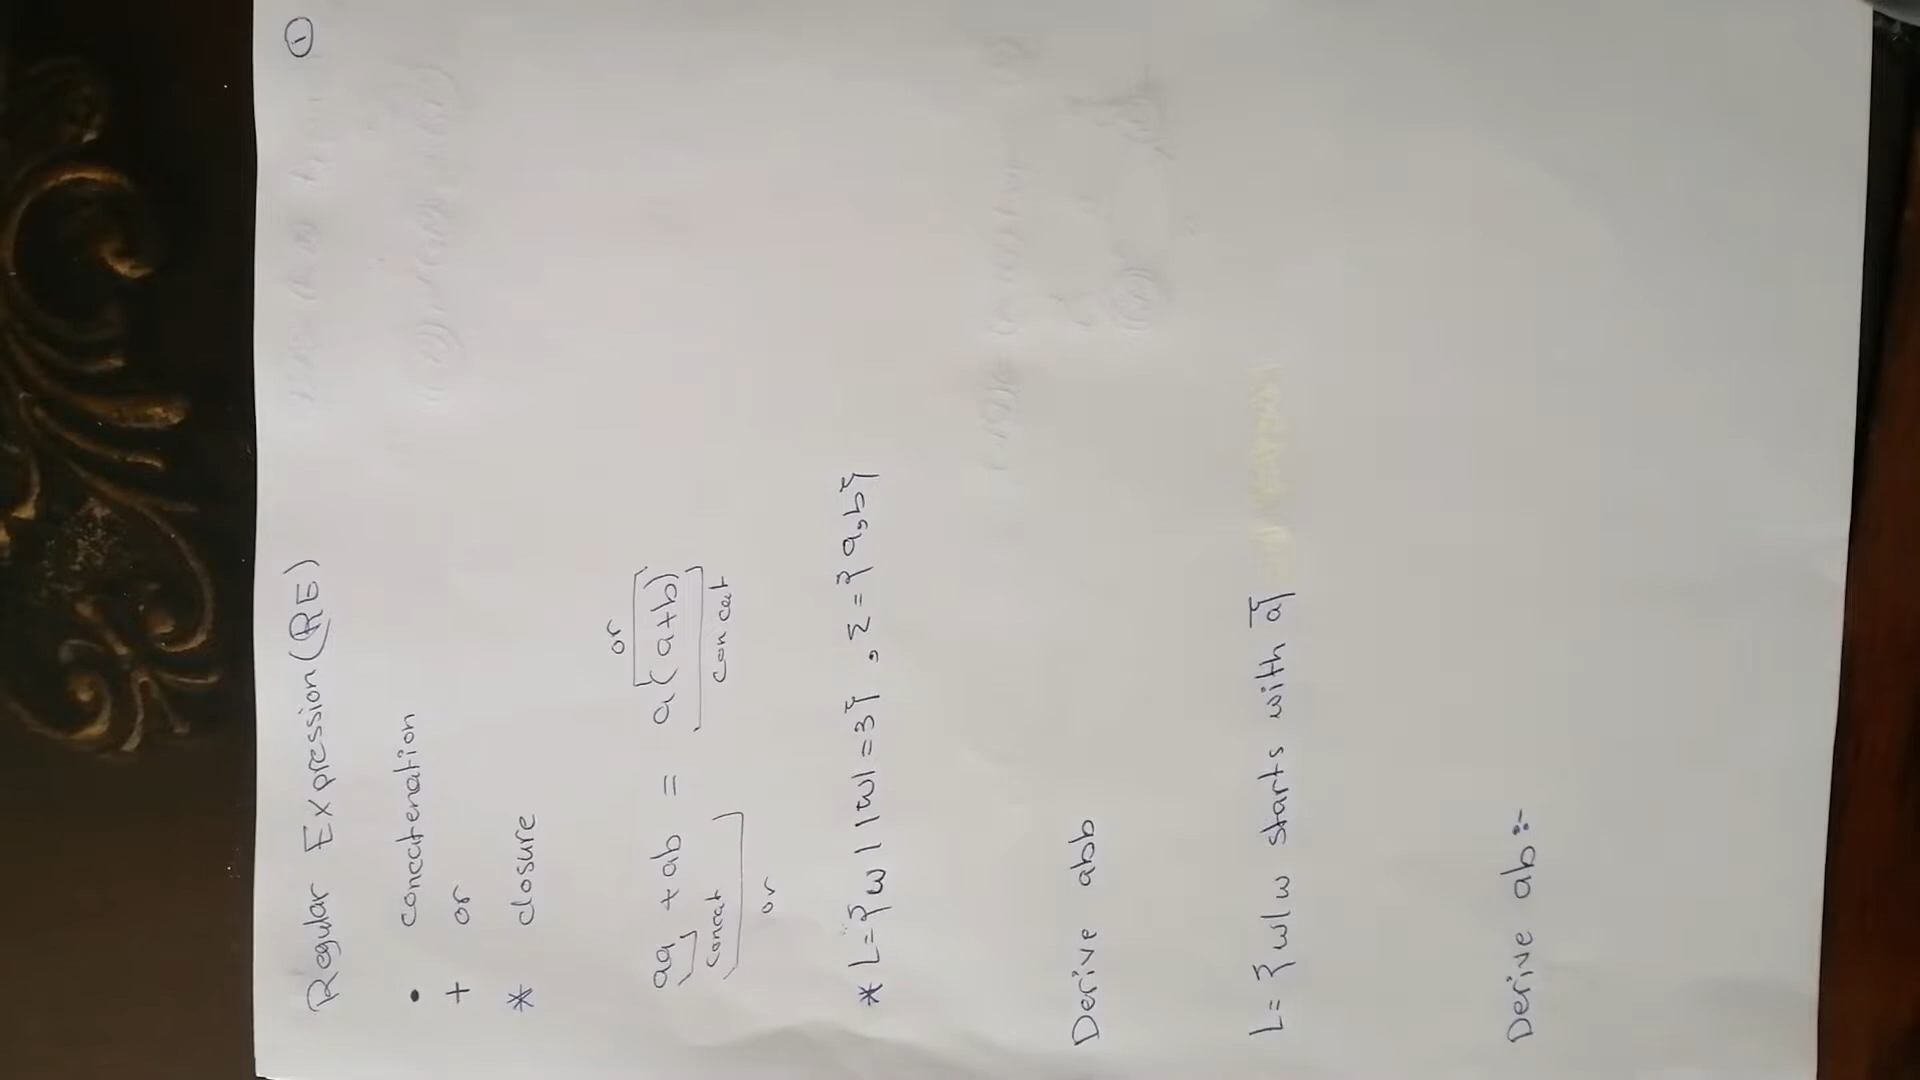 ①
Regular Expression (RE)
• concatenation
+ or
* closure
or
aa + ab = a(a+b)
concat concat
or
* L={w | |w|=3}, Σ={a,b}
Derive abb
L={w|w starts with a}
Derive ab:-